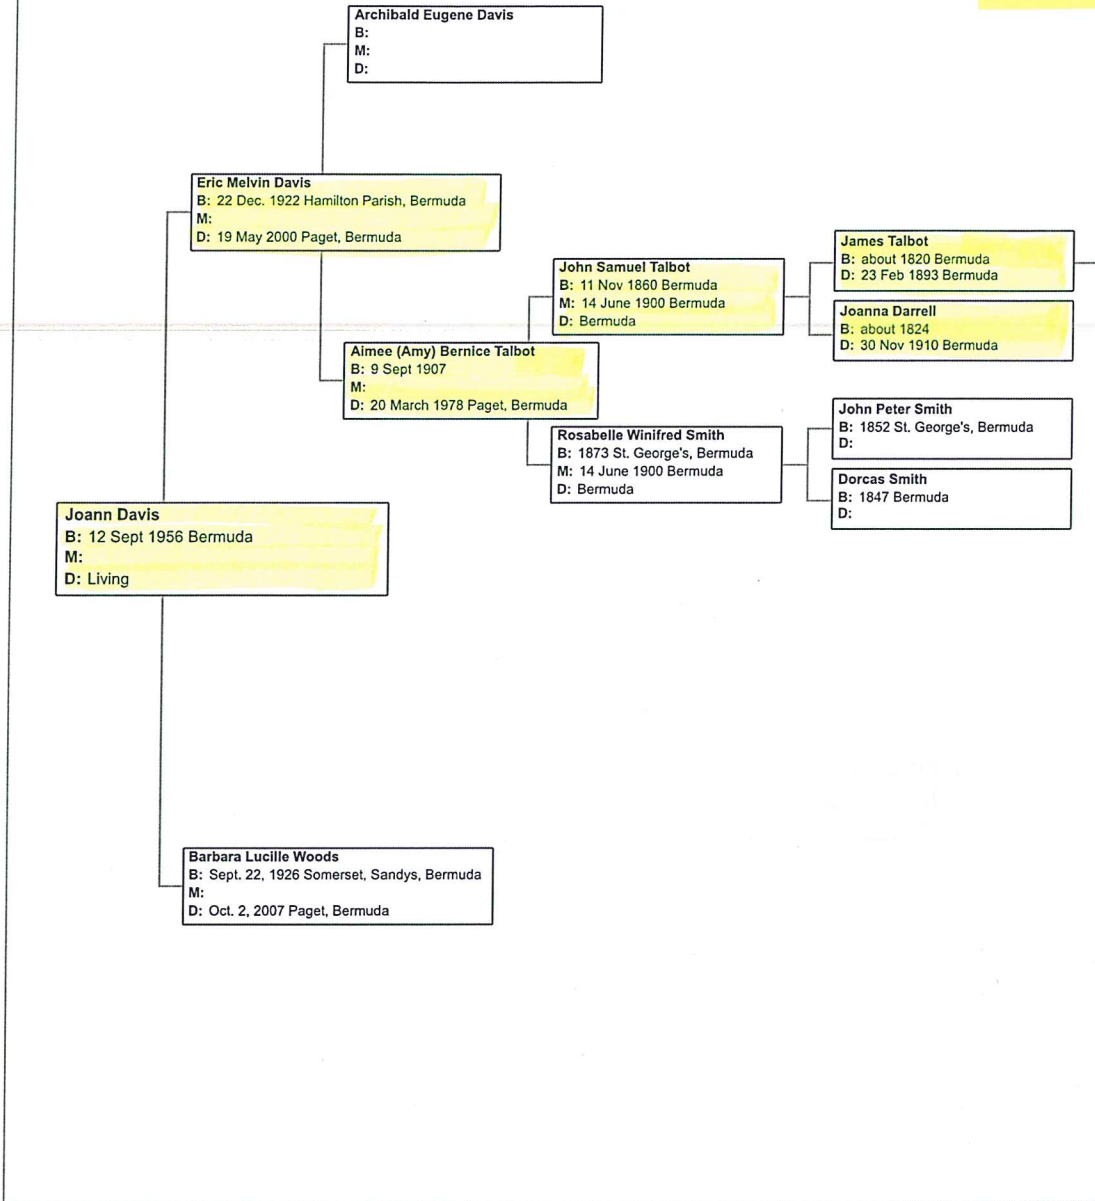 Archibald Eugene Davis
B:
M:
D:
Eric Melvin Davis
B: 22 Dec. 1922 Hamilton Parish, Bermuda
M:
D: 19 May 2000 Paget, Bermuda
James Talbot
B: about 1820 Bermuda
D: 23 Feb 1893 Bermuda
John Samuel Talbot
B: 11 Nov 1860 Bermuda
M: 14 June 1900 Bermuda
D: Bermuda
Joanna Darrell
B: about 1824
D: 30 Nov 1910 Bermuda
Aimee (Amy) Bernice Talbot
B: 9 Sept 1907
M:
D: 20 March 1978 Paget, Bermuda
John Peter Smith
B: 1852 St. George's, Bermuda
D:
Rosabelle Winifred Smith
B: 1873 St. George's, Bermuda
M: 14 June 1900 Bermuda
D: Bermuda
Dorcas Smith
B: 1847 Bermuda
D:
Joann Davis
B: 12 Sept 1956 Bermuda
M:
D: Living
Barbara Lucille Woods
B: Sept. 22, 1926 Somerset, Sandys, Bermuda
M:
D: Oct. 2, 2007 Paget, Bermuda